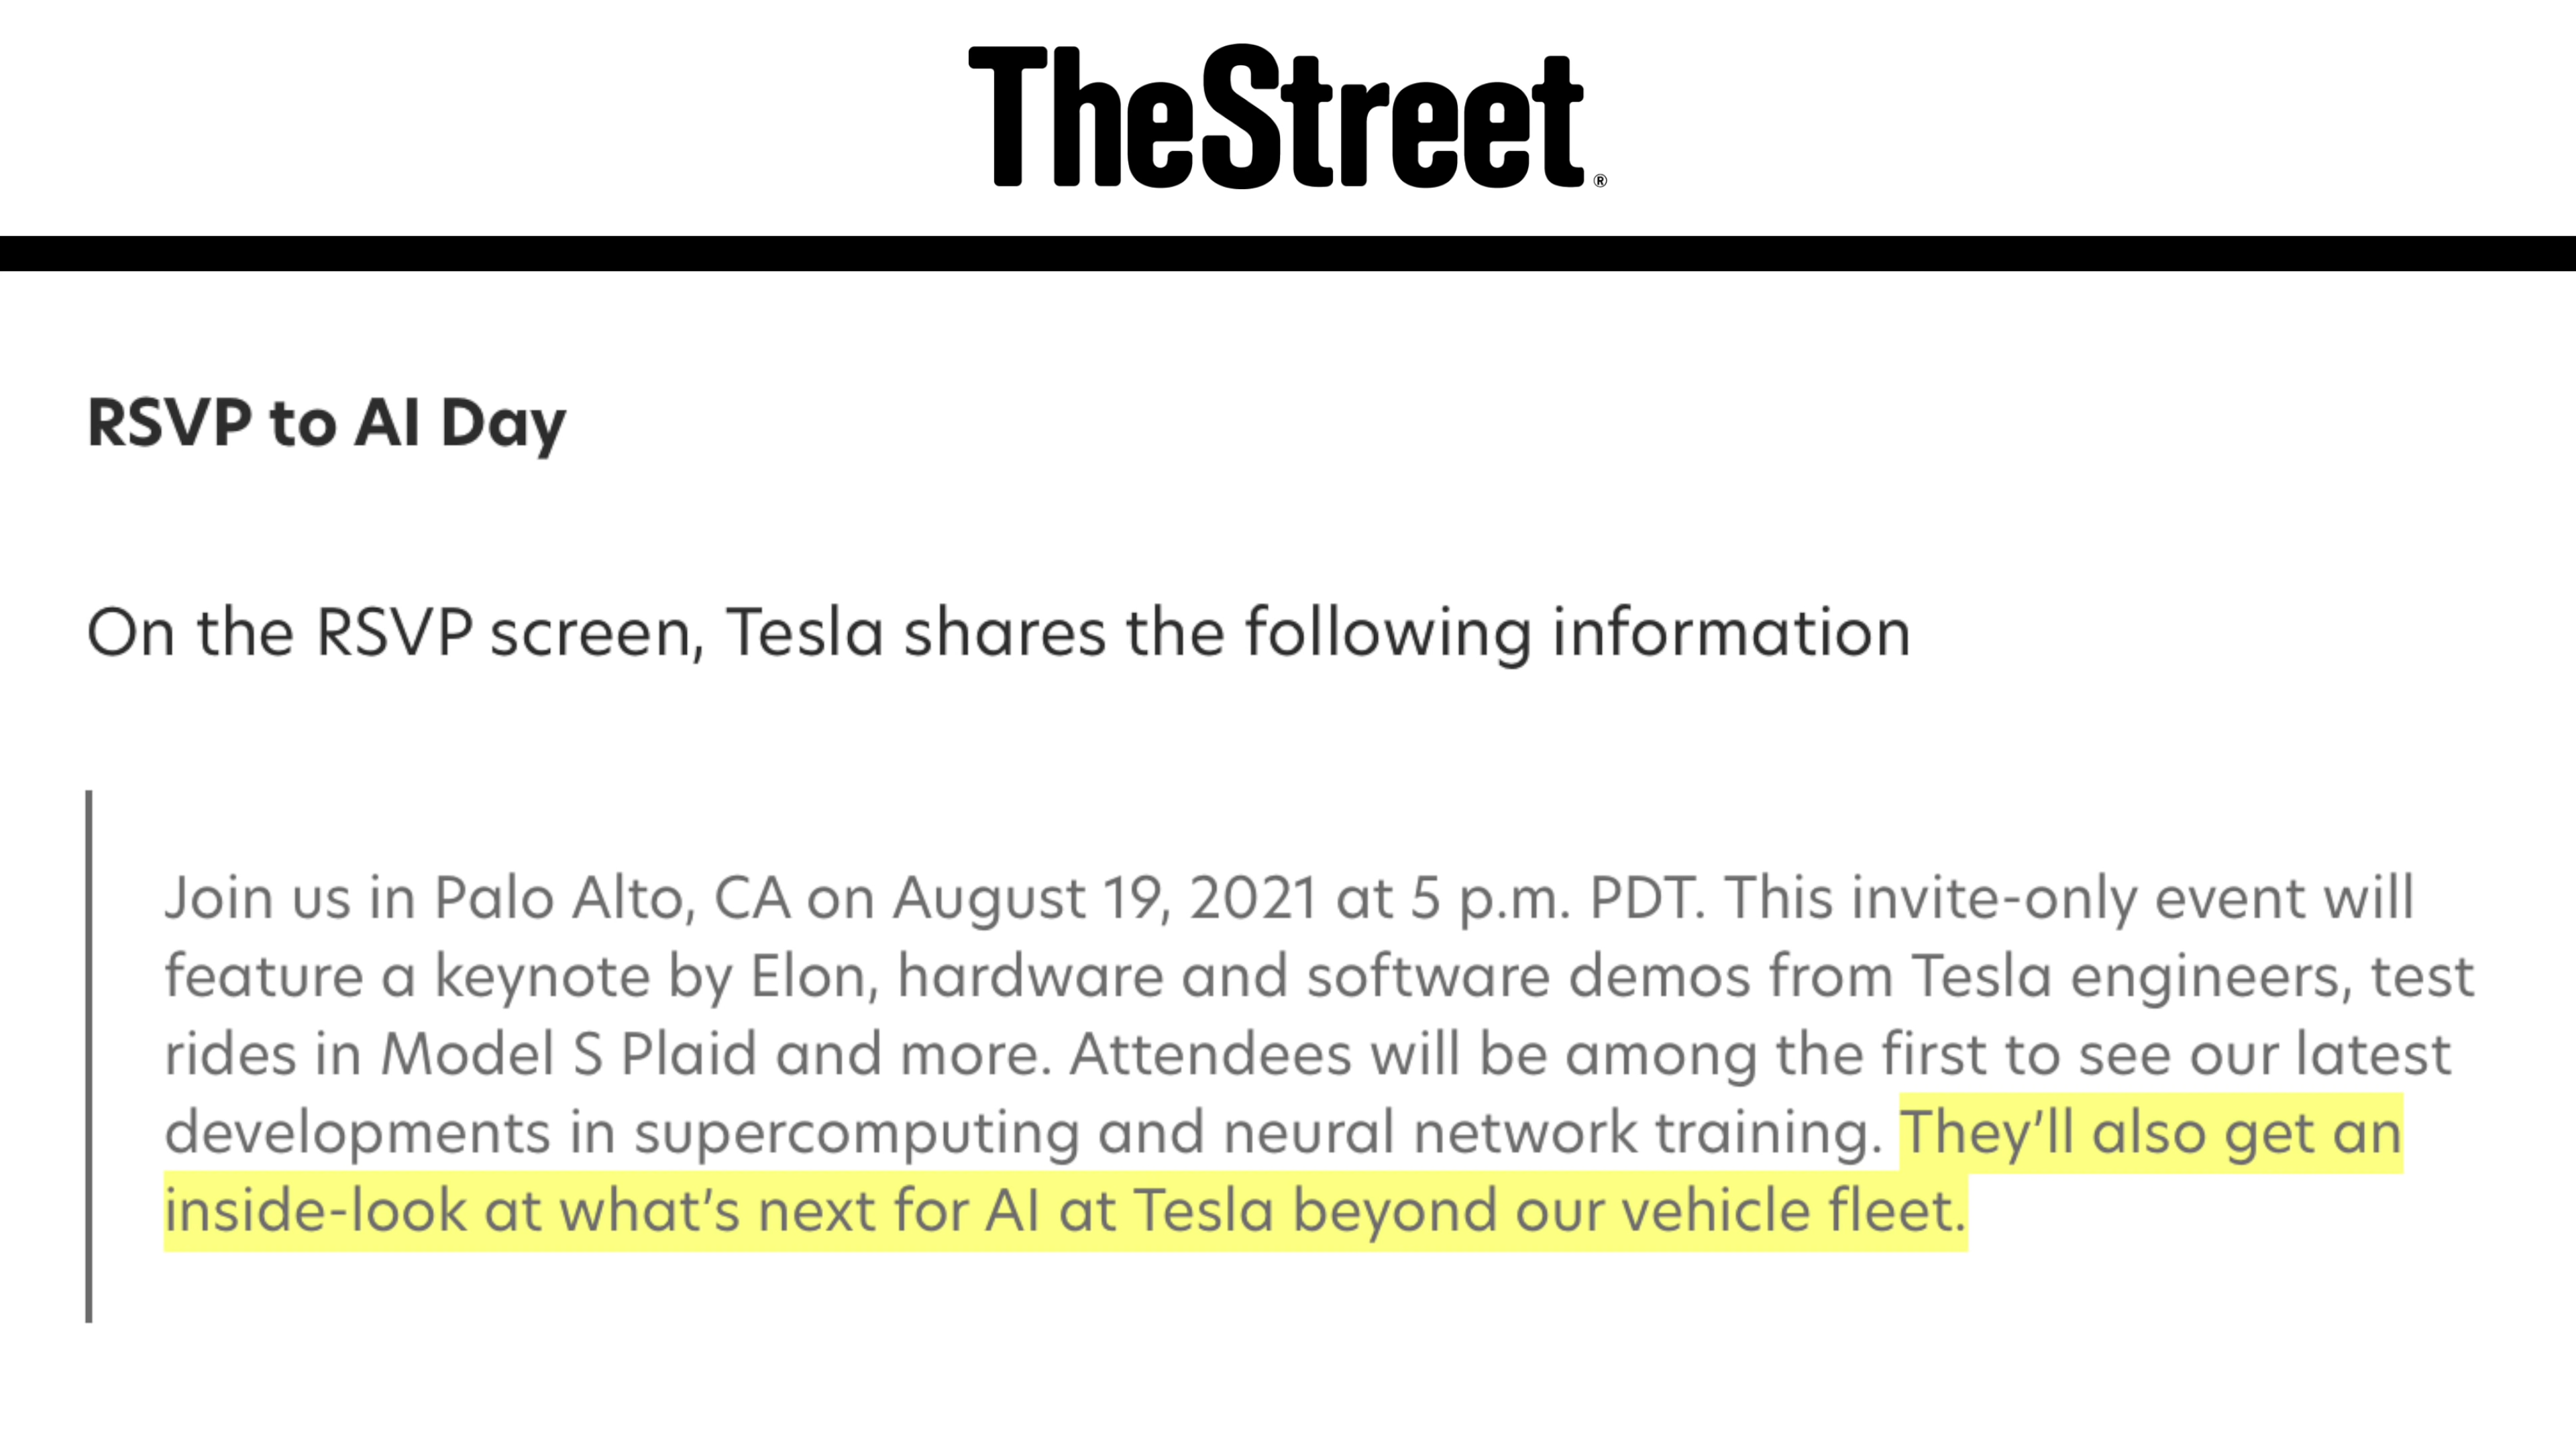 TheStreet®
RSVP to AI Day
On the RSVP screen, Tesla shares the following information
Join us in Palo Alto, CA on August 19, 2021 at 5 p.m. PDT. This invite-only event will
feature a keynote by Elon, hardware and software demos from Tesla engineers, test
rides in Model S Plaid and more. Attendees will be among the first to see our latest
developments in supercomputing and neural network training. They’ll also get an
inside-look at what’s next for AI at Tesla beyond our vehicle fleet.